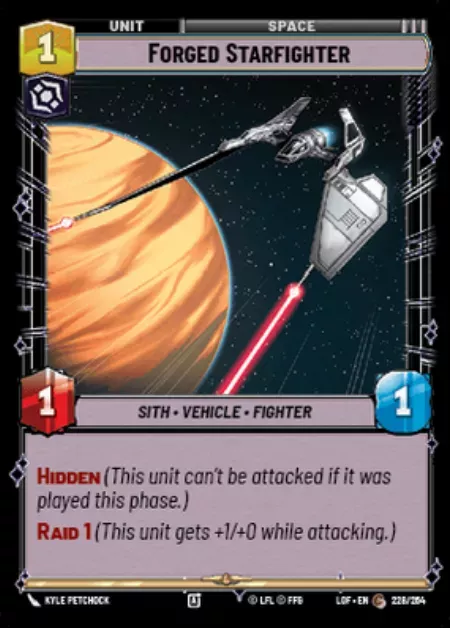 1
UNIT SPACE
FORGED STARFIGHTER
1
SITH • VEHICLE • FIGHTER
1
HIDDEN (This unit can't be attacked if it was
played this phase.)
RAID 1 (This unit gets +1/+0 while attacking.)
KYLE PETCHOCK Ⓛ LFL Ⓒ FFG LOF • EN C 228/264